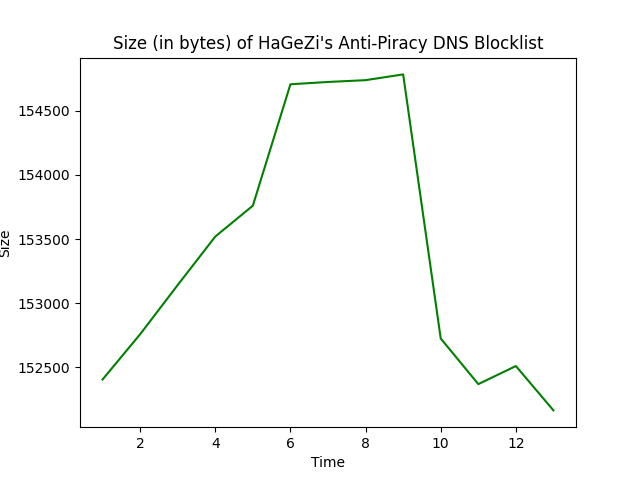 Size (in bytes) of HaGeZi's Anti-Piracy DNS Blocklist
154500
154000
153500
153000
152500
Size
2 4 6 8 10 12
Time